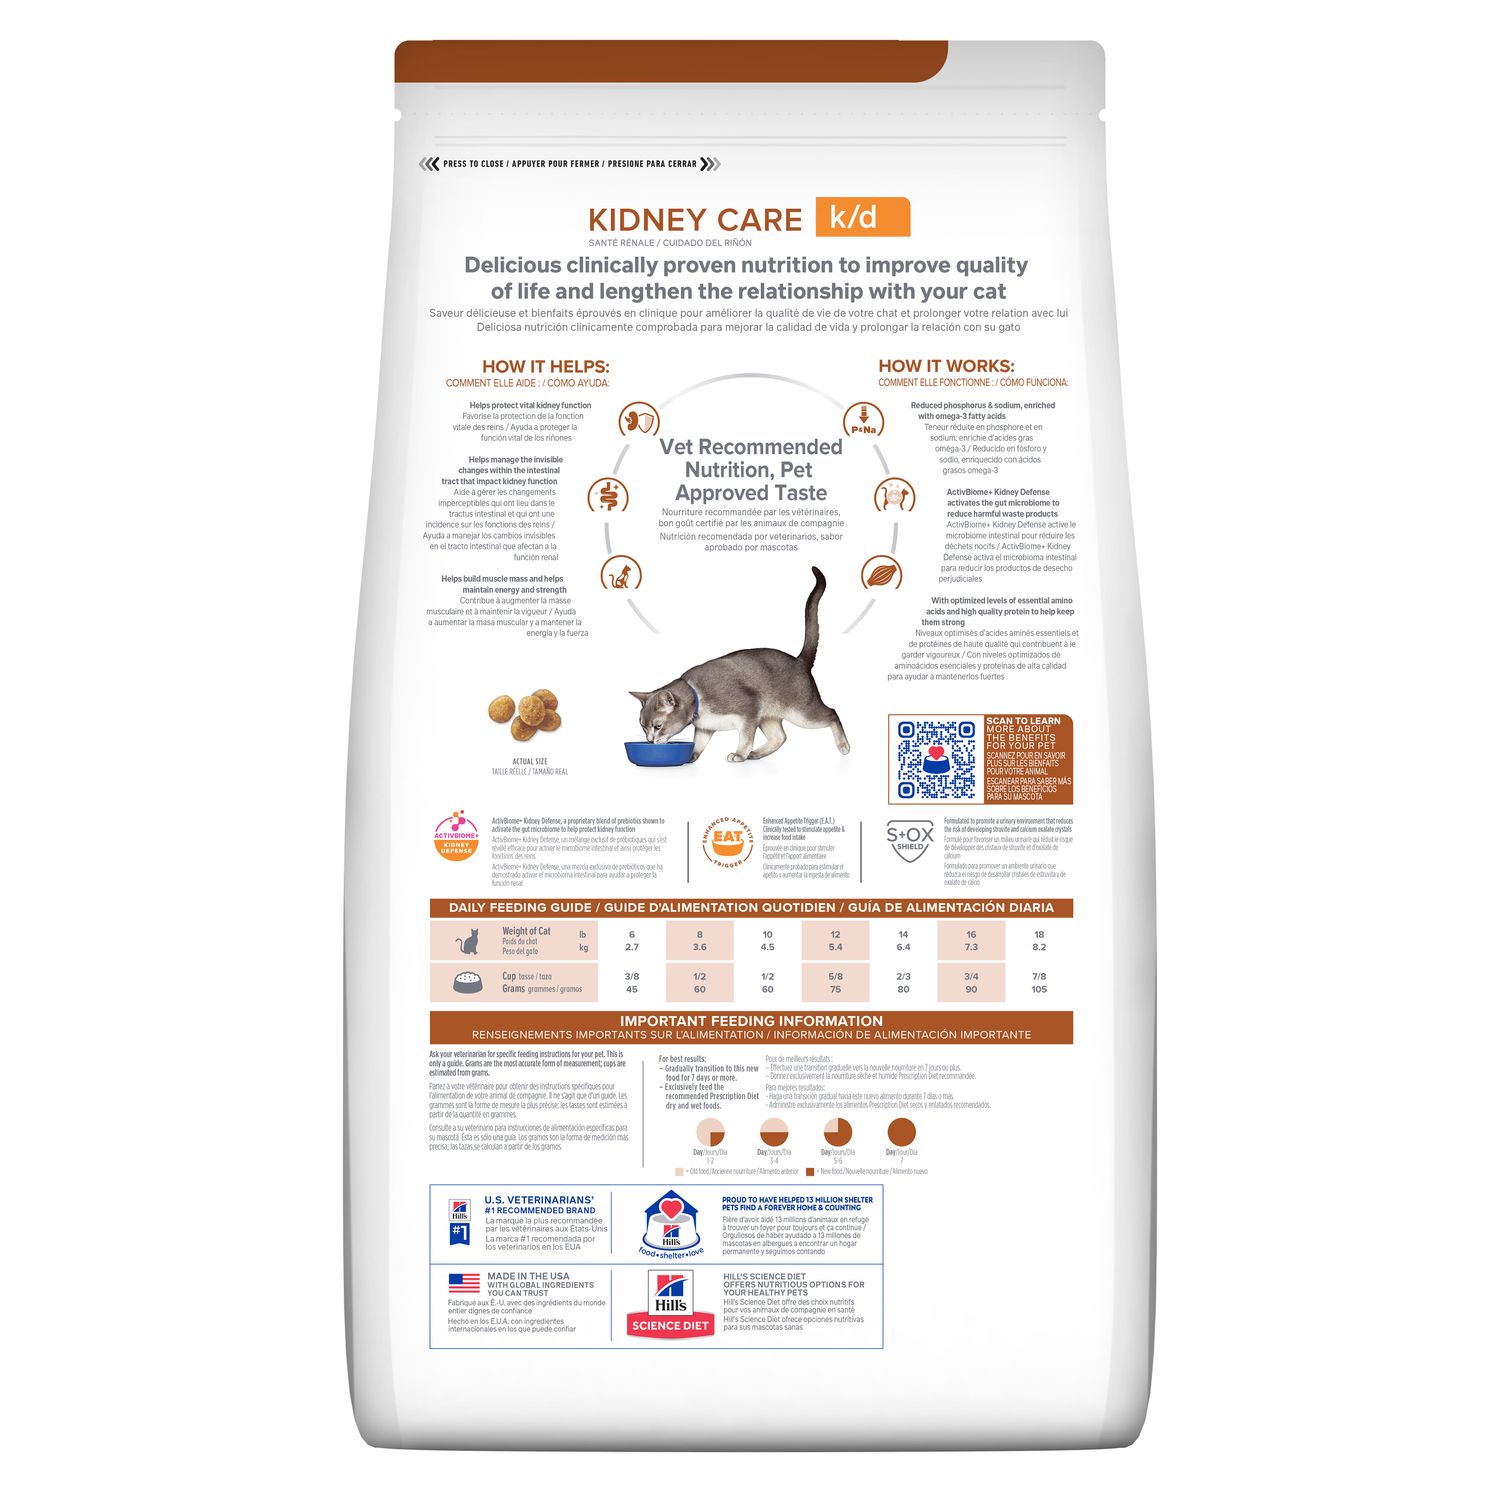 PRESS TO CLOSE / APPUYER POUR FERMER / PRESIONE PARA CERRAR
KIDNEY CARE k/d
SANTÉ RÉNALE / CUIDADO DEL RIÑÓN
Delicious clinically proven nutrition to improve quality
of life and lengthen the relationship with your cat
Saveur délicieuse et bienfaits éprouvés en clinique pour améliorer la qualité de vie de votre chat et prolonger votre relation avec lui
Deliciosa nutrición clínicamente comprobada para mejorar la calidad de vida y prolongar la relación con su gato
HOW IT HELPS:
COMMENT ELLE AIDE : / CÓMO AYUDA:
Helps protect vital kidney function
Favorise la protection de la fonction
vitale des reins / Ayuda a proteger la
función vital de los riñones
Helps manage the invisible
changes within the intestinal
tract that impact kidney function
Aide à gérer les changements
imperceptibles qui ont lieu dans le
tractus intestinal et qui ont une
incidence sur les fonctions des reins /
Ayuda a manejar los cambios invisibles
en el tracto intestinal que afectan a la
función renal
Helps build muscle mass and helps
maintain energy and strength
Contribue à augmenter la masse
musculaire et à maintenir la vigueur / Ayuda
a aumentar la masa muscular y a mantener la
energía y la fuerza
Vet Recommended
Nutrition, Pet
Approved Taste
Nourriture recommandée par les vétérinaires,
bon goût certifié par les animaux de compagnie
Nutrición recomendada por veterinarios, sabor
aprobado por mascotas
P&Na
HOW IT WORKS:
COMMENT ELLE FONCTIONNE : / CÓMO FUNCIONA:
Reduced phosphorus & sodium, enriched
with omega-3 fatty acids
Teneur réduite en phosphore et en
sodium; enrichie d'acides gras
oméga-3 / Reducido en fósforo y
sodio, enriquecido con ácidos
grasos omega-3
ActivBiome+ Kidney Defense
activates the gut microbiome to
reduce harmful waste products
ActivBiome+ Kidney Defense active le
microbiome intestinal pour réduire les
déchets nocifs / ActivBiome+ Kidney
Defense activa el microbioma intestinal
para reducir los productos de desecho
perjudiciales
With optimized levels of essential amino
acids and high quality protein to help keep
them strong
Niveaux optimisés d'acides aminés essentiels et
de protéines de haute qualité qui contribuent à le
garder vigoureux / Con niveles optimizados de
aminoácidos esenciales y proteínas de alta calidad
para ayudar a mantenerlos fuertes
ACTUAL SIZE
TAILLE RÉELLE / TAMAÑO REAL
SCAN TO LEARN
MORE ABOUT
THE BENEFITS
FOR YOUR PET
SCANNEZ POUR EN SAVOIR
PLUS SUR LES BIENFAITS
POUR VOTRE ANIMAL
ESCANEAR PARA SABER MÁS
SOBRE LOS BENEFICIOS
PARA SU MASCOTA
ACTIVBIOME+
KIDNEY
DEFENSE
ActivBiome+ Kidney Defense, a proprietary blend of prebiotics shown to
activate the gut microbiome to help protect kidney function
ActivBiome+ Kidney Defense, un mélange exclusif de prébiotiques qui s'est
révélé efficace pour activer le microbiome intestinal et ainsi protéger les
fonctions des reins
ActivBiome+ Kidney Defense, una mezcla exclusiva de prebióticos que ha
demostrado activar el microbioma intestinal para ayudar a proteger la
función renal
ENHANCED APPETITE
EAT
TRIGGER
Enhanced Appetite Trigger (E.A.T.)
Clinically tested to stimulate appetite &
increase food intake
Éprouvée en clinique pour stimuler
l'appétit et l'apport alimentaire
Clínicamente probado para estimular el
apetito y aumentar la ingesta de alimento
S+OX
SHIELD
Formulated to promote a urinary environment that reduces
the risk of developing struvite and calcium oxalate crystals
Formulé pour favoriser un milieu urinaire qui réduit le risque
de développer des cristaux de struvite et d'oxalate de
calcium
Formulado para promover un ambiente urinario que
reduzca el riesgo de desarrollar cristales de estruvita y de
oxalato de calcio
DAILY FEEDING GUIDE / GUIDE D'ALIMENTATION QUOTIDIEN / GUÍA DE ALIMENTACIÓN DIARIA
Weight of Cat lb 6 8 10 12 14 16 18
Poids du chat
Peso del gato kg 2.7 3.6 4.5 5.4 6.4 7.3 8.2
Cup tasse / taza 3/8 1/2 1/2 5/8 2/3 3/4 7/8
Grams grammes / gramos 45 60 60 75 80 90 105
IMPORTANT FEEDING INFORMATION
RENSEIGNEMENTS IMPORTANTS SUR L'ALIMENTATION / INFORMACIÓN DE ALIMENTACIÓN IMPORTANTE
Ask your veterinarian for specific feeding instructions for your pet. This is
only a guide. Grams are the most accurate form of measurement; cups are
estimated from grams.
Parlez à votre vétérinaire pour obtenir des instructions spécifiques pour
l'alimentation de votre animal de compagnie. Il ne s'agit que d'un guide. Les
grammes sont la forme de mesure la plus précise; les tasses sont estimées à
partir de la quantité en grammes.
Consulte a su veterinario para instrucciones de alimentación específicas para
su mascota. Esta es sólo una guía. Los gramos son la forma de medición más
precisa; las tazas se calculan a partir de los gramos.
For best results:
– Gradually transition to this new
food for 7 days or more.
– Exclusively feed the
recommended Prescription Diet
dry and wet foods.
Pour de meilleurs résultats :
- Effectuez une transition graduelle vers la nouvelle nourriture en 7 jours ou plus.
- Donnez exclusivement la nourriture sèche et humide Prescription Diet recommandée.
Para mejores resultados:
- Haga una transición gradual hacia este nuevo alimento durante 7 días o más.
- Administre exclusivamente los alimentos Prescription Diet secos y enlatados recomendados.
Day/Jours/Día 1-2
Day/Jours/Día 3-4
Day/Jours/Día 5-6
Day/Jour/Día 7
= Old food/Ancienne nourriture/Alimento anterior
= New food/Nouvelle nourriture/Alimento nuevo
Hill's
#1
U.S. VETERINARIANS'
#1 RECOMMENDED BRAND
La marque la plus recommandée
par les vétérinaires aux États-Unis
La marca #1 recomendada por
los veterinarios en los EUA
Hill's
food•shelter•love
PROUD TO HAVE HELPED 13 MILLION SHELTER
PETS FIND A FOREVER HOME & COUNTING
Fière d'avoir aidé 13 millions d'animaux en refuge
à trouver un foyer pour toujours et ça continue /
Orgullosos de haber ayudado a 13 millones de
mascotas en albergues a encontrar un hogar
permanente y seguimos contando
MADE IN THE USA
WITH GLOBAL INGREDIENTS
YOU CAN TRUST
Fabriqué aux É.-U. avec des ingrédients du monde
entier dignes de confiance
Hecho en los E.U.A. con ingredientes
internacionales en los que puede confiar
Hill's
SCIENCE DIET
HILL'S SCIENCE DIET
OFFERS NUTRITIOUS OPTIONS FOR
YOUR HEALTHY PETS
Hill's Science Diet offre des choix nutritifs
pour vos animaux de compagnie en santé
Hill's Science Diet ofrece opciones nutritivas
para sus mascotas sanas